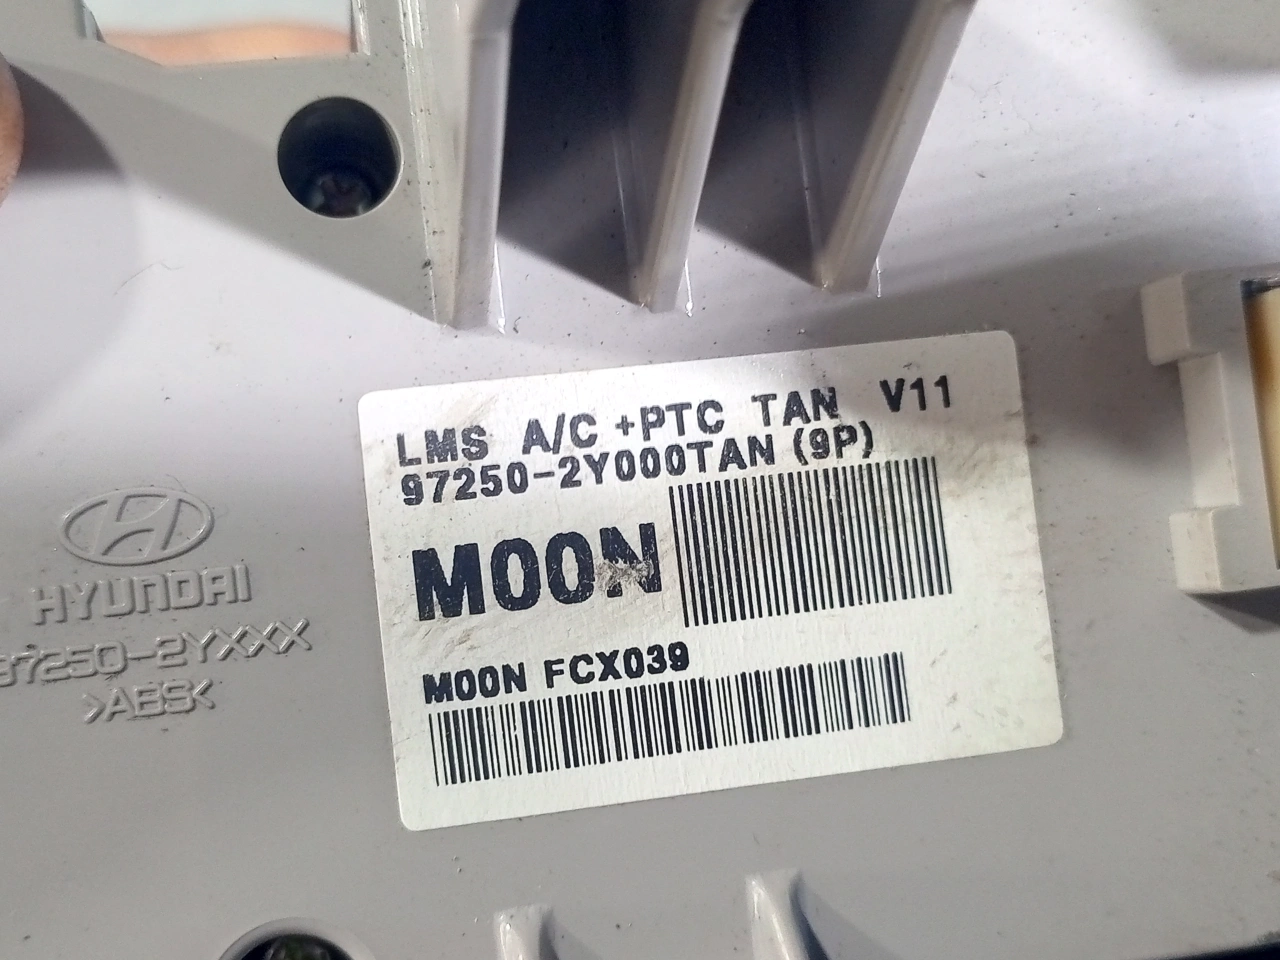 LMS A/C +PTC TAN V11
97250-2Y000TAN (9P)
MOON
MOON FCX039
HYUNDAI
97250-2YXXX
>ABS<